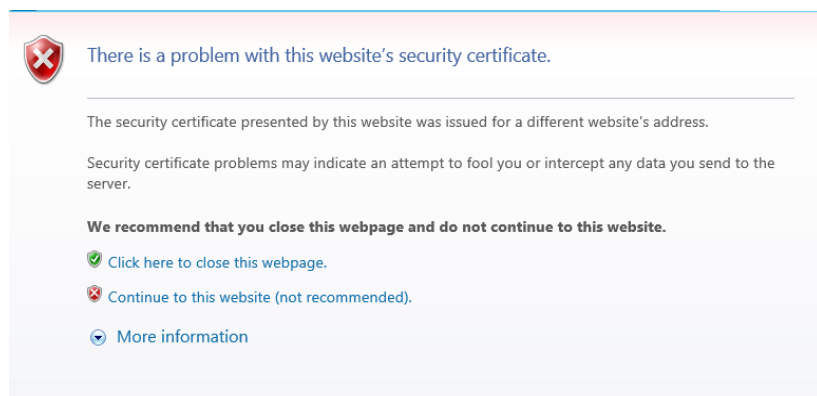 There is a problem with this website's security certificate.
The security certificate presented by this website was issued for a different website's address.
Security certificate problems may indicate an attempt to fool you or intercept any data you send to the
server.
We recommend that you close this webpage and do not continue to this website.
Click here to close this webpage.
Continue to this website (not recommended).
More information